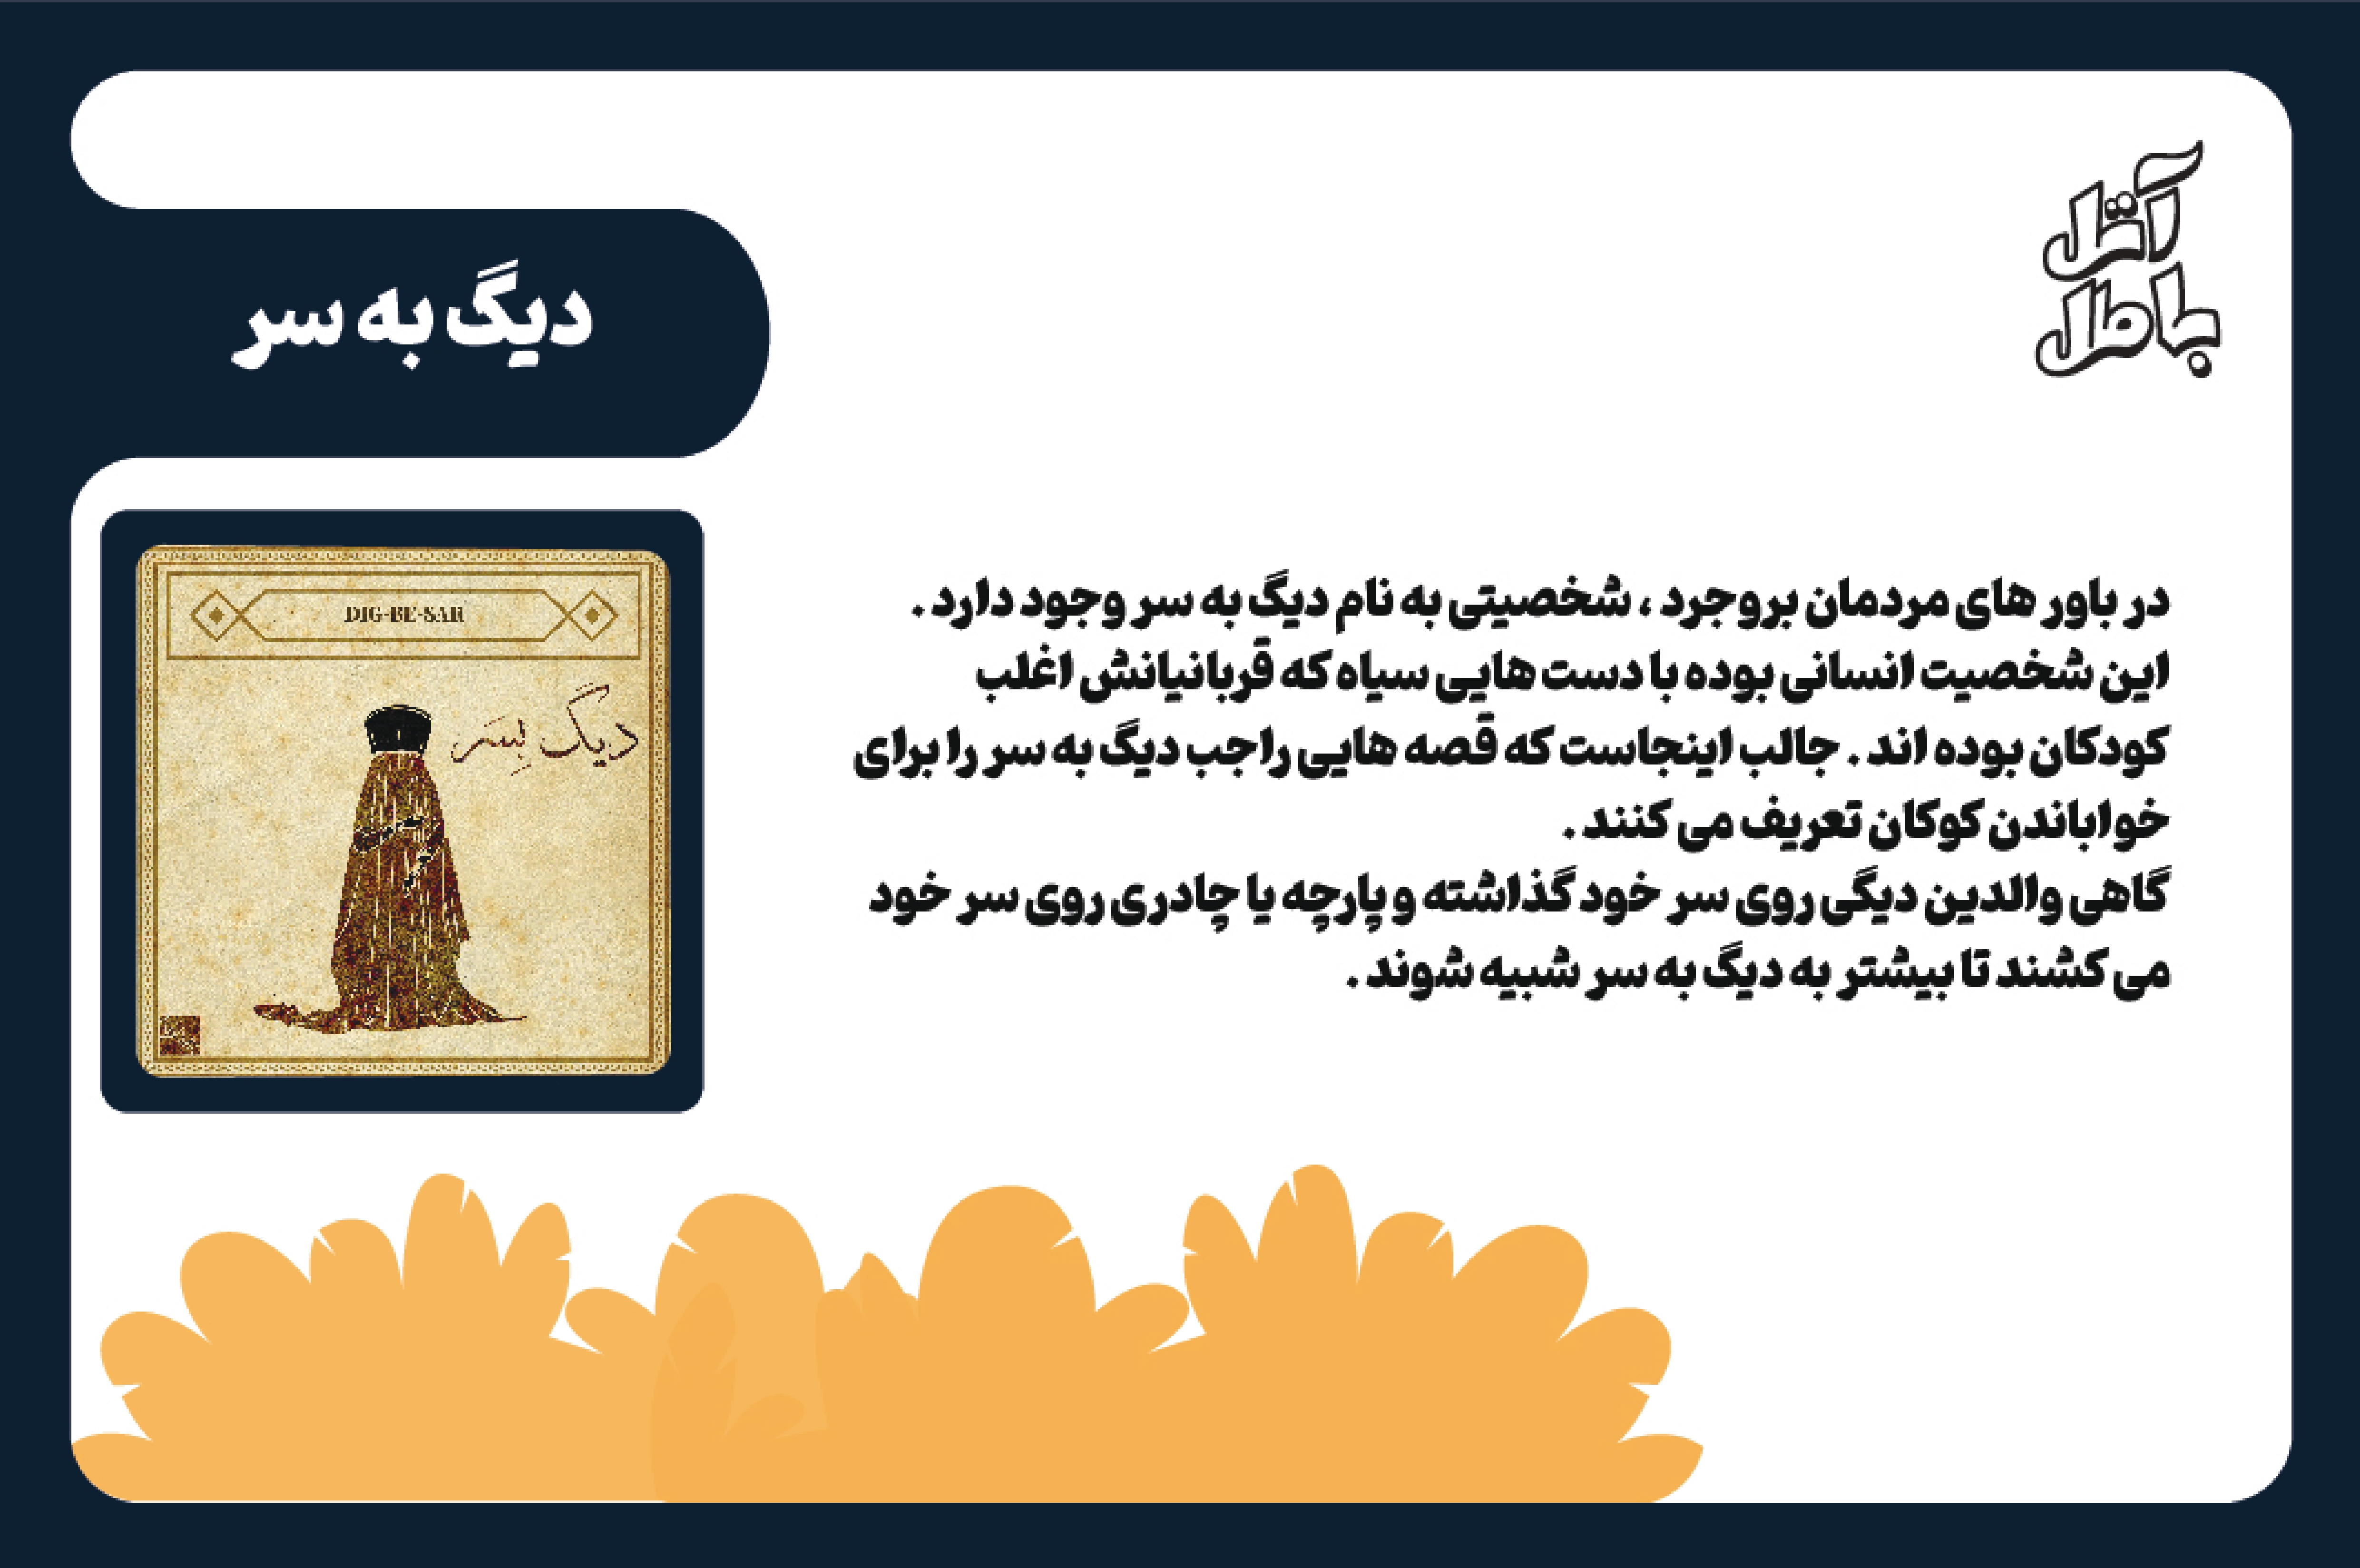 آتل
باطل
دیگ به سر
DIG-BE-SAR
دیگ بِسَر
در باور های مردمان بروجرد ، شخصیتی به نام دیگ به سر وجود دارد .
این شخصیت انسانی بوده با دست هایی سیاه که قربانیانش اغلب
کودکان بوده اند . جالب اینجاست که قصه هایی راجب دیگ به سر را برای
خواباندن کوکان تعریف می کنند .
گاهی والدین دیگی روی سر خود گذاشته و پارچه یا چادری روی سر خود
می کشند تا بیشتر به دیگ به سر شبیه شوند .